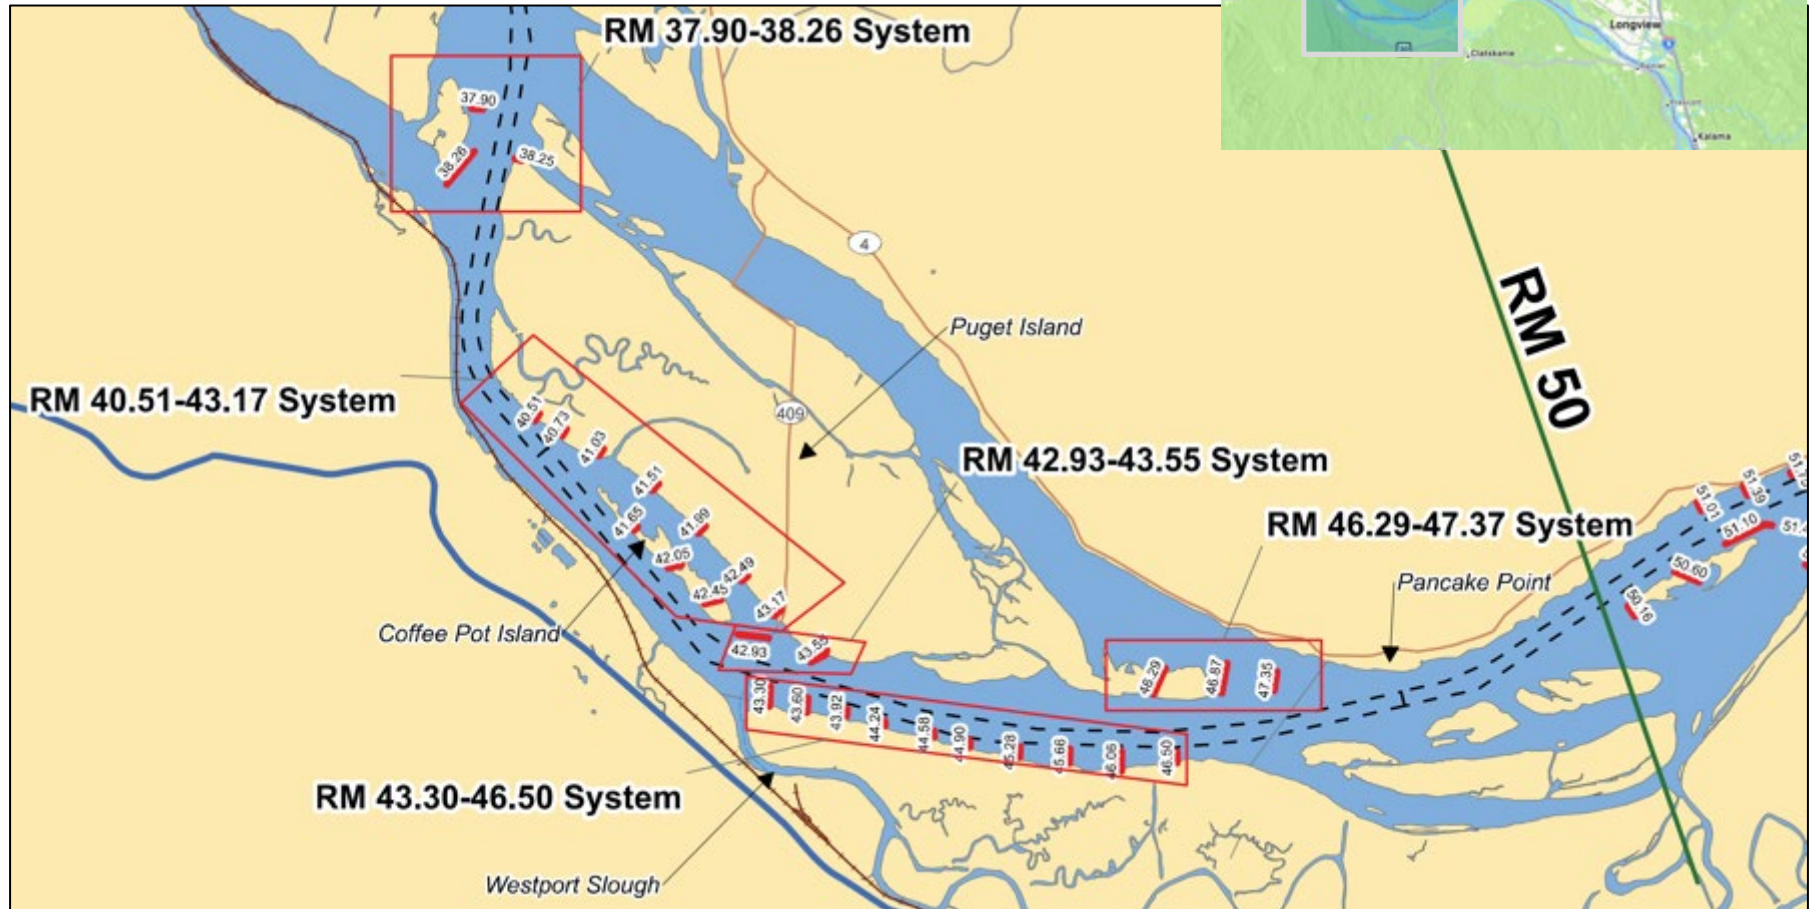 RM 37.90-38.26 System
Longview
Clatskanie
Kalama
37.90
38.26
38.25
4
RM 50
Puget Island
RM 40.51-43.17 System
409
40.51
40.73
41.03
41.51
41.65
41.99
42.05
42.49
42.45
43.17
RM 42.93-43.55 System
RM 46.29-47.37 System
51.39
51.01
51.10
50.60
50.16
Pancake Point
Coffee Pot Island
42.93
43.55
46.29
46.87
47.35
43.30
43.60
43.92
44.24
44.58
44.90
45.28
45.66
46.06
46.50
RM 43.30-46.50 System
Westport Slough